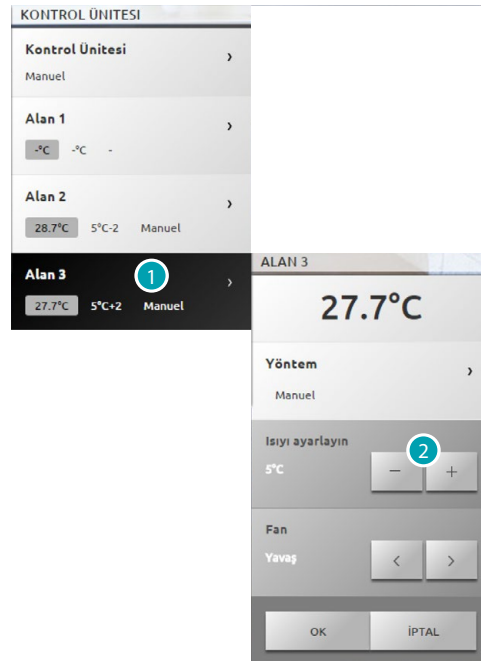 KONTROL ÜNITESI
Kontrol Ünitesi
Manuel
Alan 1
-°C -°C -
Alan 2
28.7°C 5°C-2 Manuel
Alan 3 1
27.7°C 5°C+2 Manuel
ALAN 3
27.7°C
Yöntem
Manuel
Isıyı ayarlayın 2
5°C − +
Fan
Yavaş < >
OK İPTAL